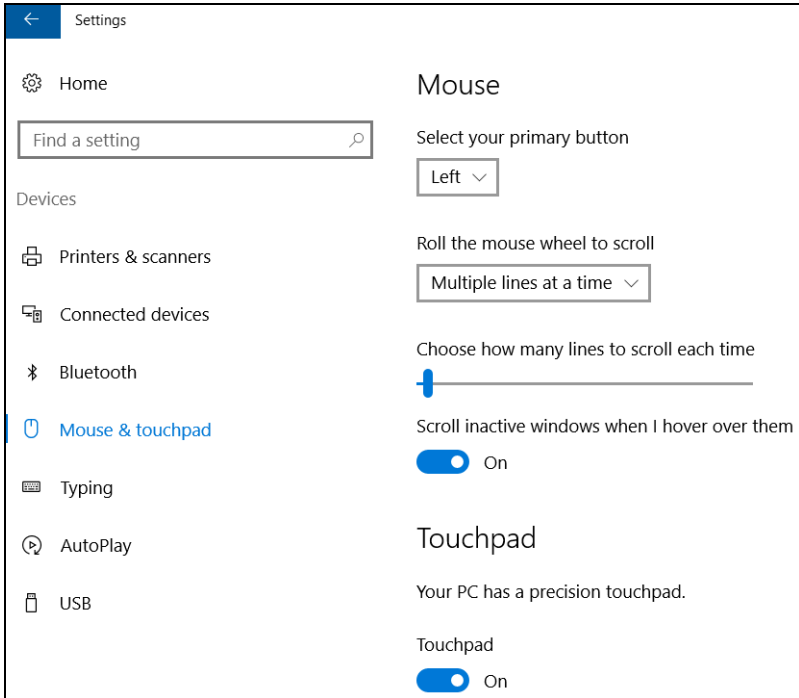 Settings
Home
Find a setting
Devices
Printers & scanners
Connected devices
Bluetooth
Mouse & touchpad
Typing
AutoPlay
USB
Mouse
Select your primary button
Left
Roll the mouse wheel to scroll
Multiple lines at a time
Choose how many lines to scroll each time
Scroll inactive windows when I hover over them
On
Touchpad
Your PC has a precision touchpad.
Touchpad
On